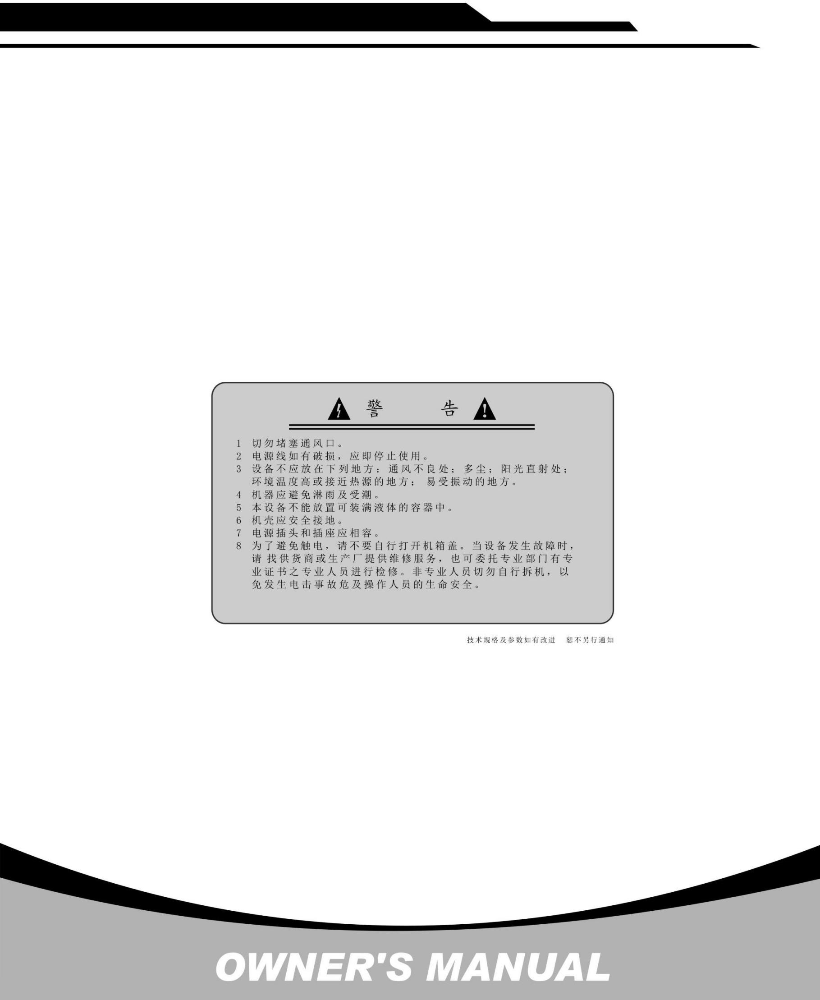 警 告
1 切勿堵塞通风口。
2 电源线如有破损，应即停止使用。
3 设备不应放在下列地方：通风不良处；多尘；阳光直射处；
环境温度高或接近热源的地方； 易受振动的地方。
4 机器应避免淋雨及受潮。
5 本设备不能放置可装满液体的容器中。
6 机壳应安全接地。
7 电源插头和插座应相容。
8 为了避免触电，请不要自行打开机箱盖。当设备发生故障时，
请 找供货商或生产厂提供维修服务，也可委托专业部门有专
业证书之专业人员进行检修。非专业人员切勿自行拆机，以
免发生电击事故危及操作人员的生命安全。
技术规格及参数如有改进 恕不另行通知
OWNER'S MANUAL